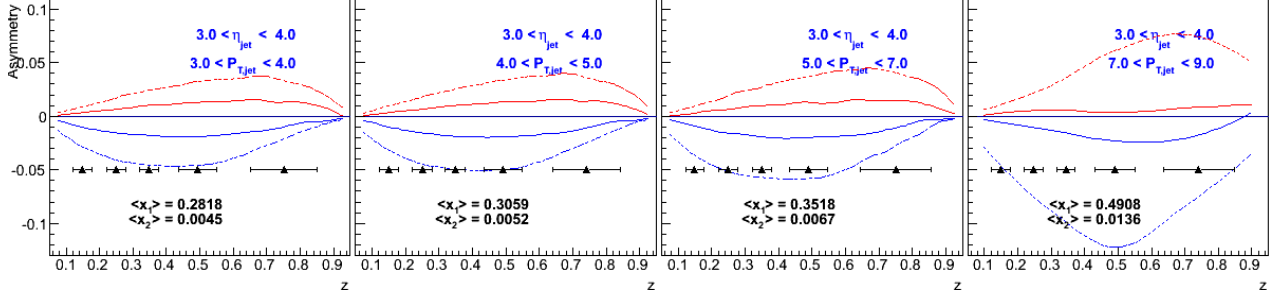 Asymmetry
0.1
0.05
0
-0.05
-0.1
3.0 < η_jet < 4.0
3.0 < P_T,jet < 4.0
<x_1> = 0.2818
<x_2> = 0.0045
0.1 0.2 0.3 0.4 0.5 0.6 0.7 0.8 0.9
z
3.0 < η_jet < 4.0
4.0 < P_T,jet < 5.0
<x_1> = 0.3059
<x_2> = 0.0052
0.1 0.2 0.3 0.4 0.5 0.6 0.7 0.8 0.9
z
3.0 < η_jet < 4.0
5.0 < P_T,jet < 7.0
<x_1> = 0.3518
<x_2> = 0.0067
0.1 0.2 0.3 0.4 0.5 0.6 0.7 0.8 0.9
z
3.0 < η_jet < 4.0
7.0 < P_T,jet < 9.0
<x_1> = 0.4908
<x_2> = 0.0136
0.1 0.2 0.3 0.4 0.5 0.6 0.7 0.8 0.9
z